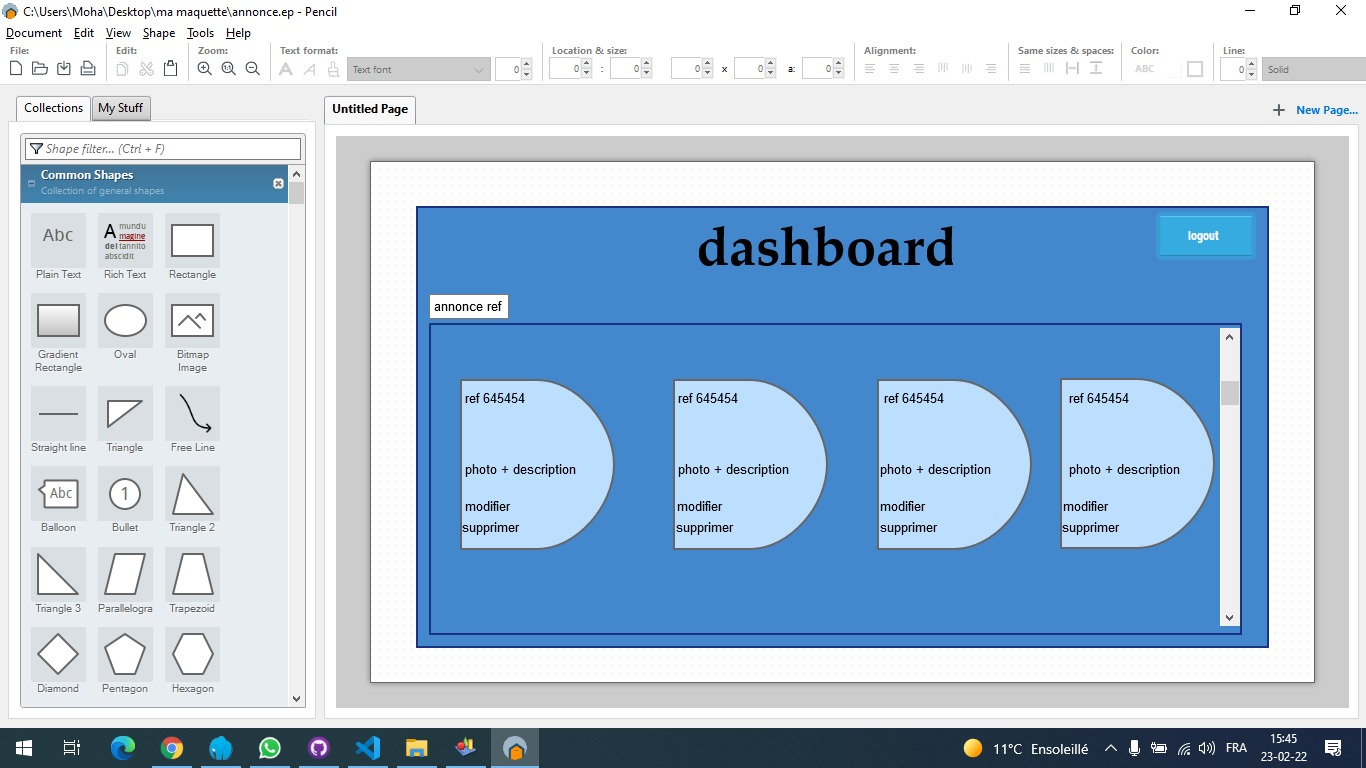 C:\Users\Moha\Desktop\ma maquette\annonce.ep - Pencil
Document Edit View Shape Tools Help
File: Edit: Zoom: Text format: Location & size: Alignment: Same sizes & spaces: Color: Line:
1:1 A A Text font 0 0 : 0 0 x 0 a: 0 ABC 0 Solid
Collections My Stuff
Untitled Page
New Page...
Shape filter... (Ctrl + F)
Common Shapes
Collection of general shapes
Abc
A mundu
magine
del tannito
abscidit
Plain Text Rich Text Rectangle
Gradient Rectangle Oval Bitmap Image
Straight line Triangle Free Line
Abc 1
Balloon Bullet Triangle 2
Triangle 3 Parallelogra Trapezoid
Diamond Pentagon Hexagon
dashboard
logout
annonce ref
ref 645454 ref 645454 ref 645454 ref 645454
photo + description photo + description photo + description photo + description
modifier modifier modifier modifier
supprimer supprimer supprimer supprimer
11°C Ensoleillé FRA
15:45
23-02-22